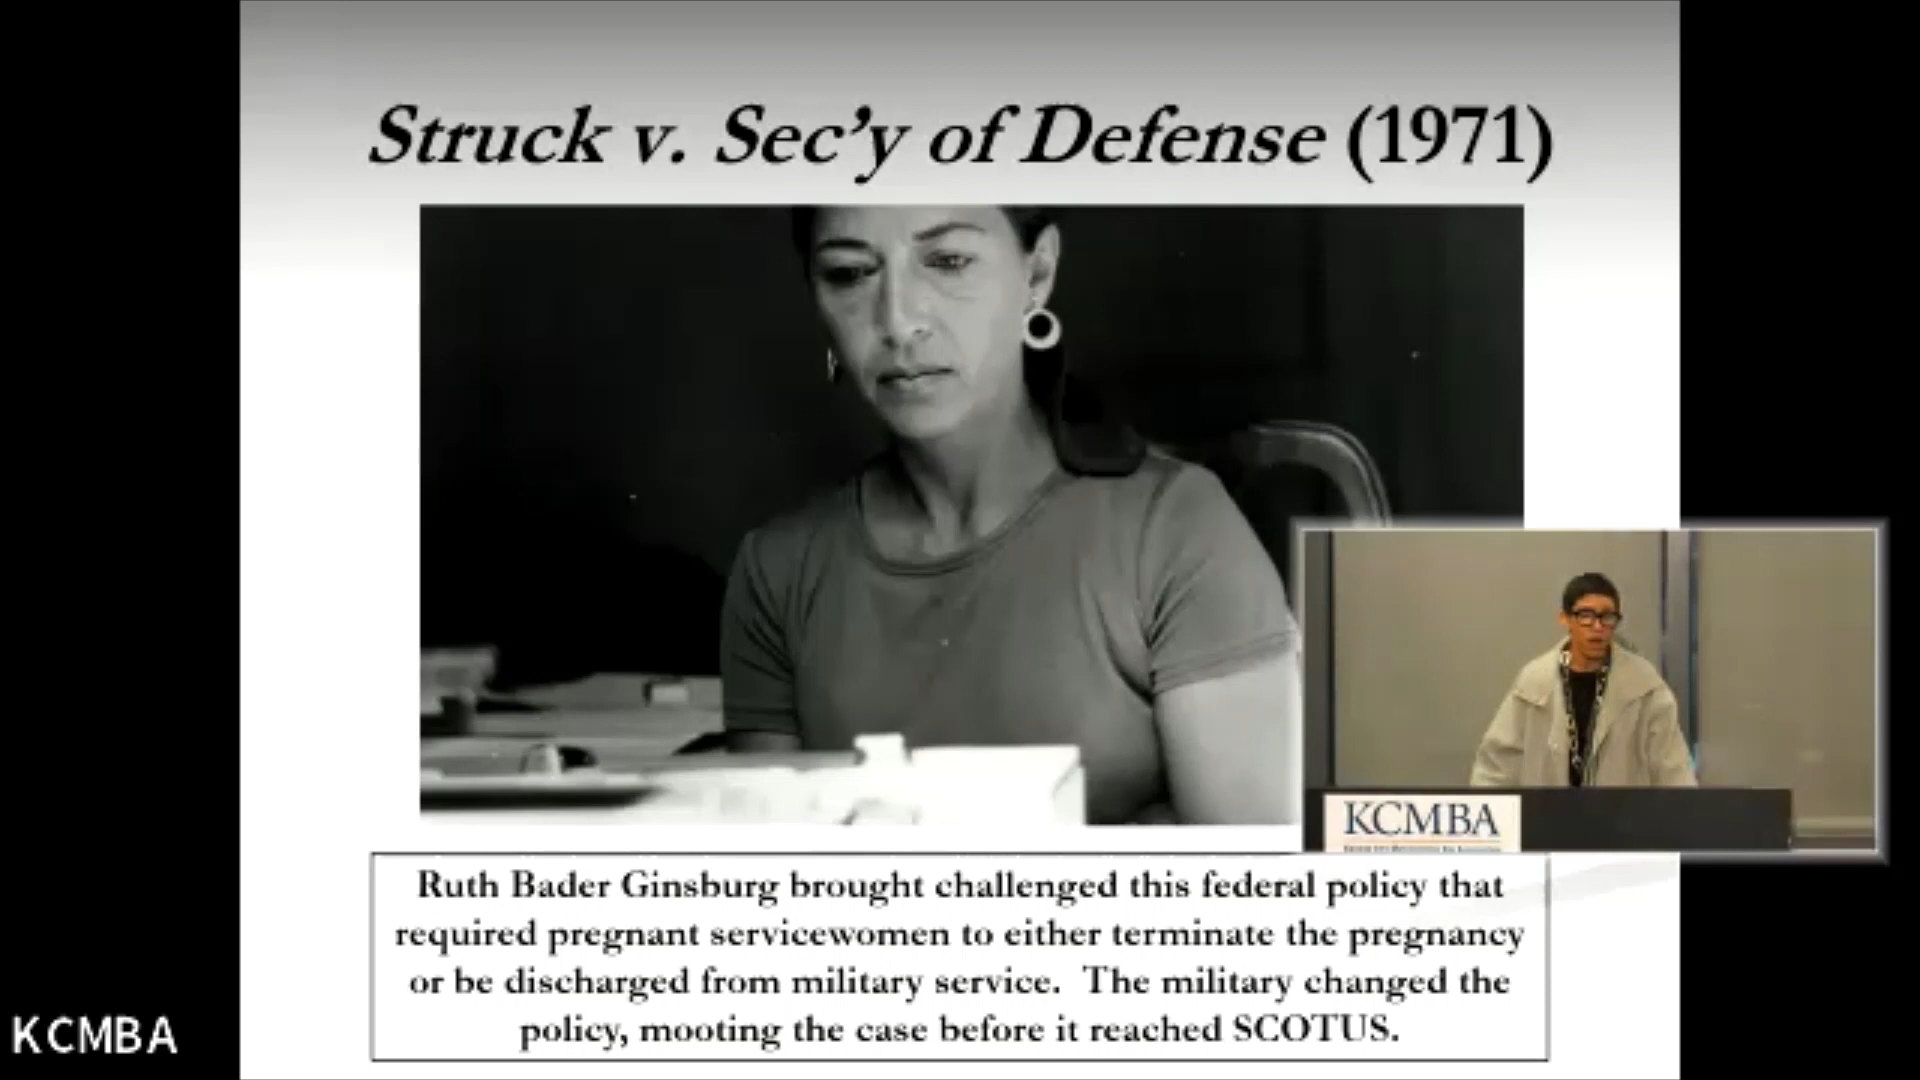 Struck v. Sec'y of Defense (1971)
KCMBA
Ruth Bader Ginsburg brought challenged this federal policy that
required pregnant servicewomen to either terminate the pregnancy
or be discharged from military service. The military changed the
policy, mooting the case before it reached SCOTUS.
KCMBA